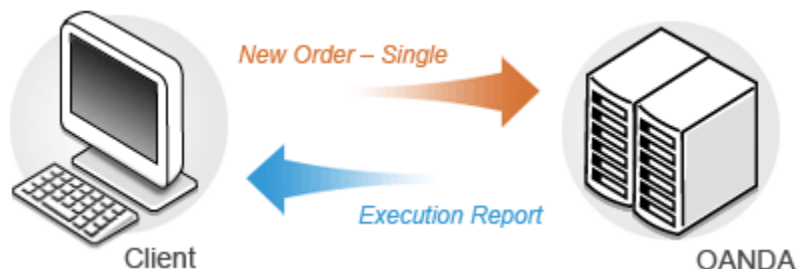 New Order – Single
Execution Report
Client
OANDA